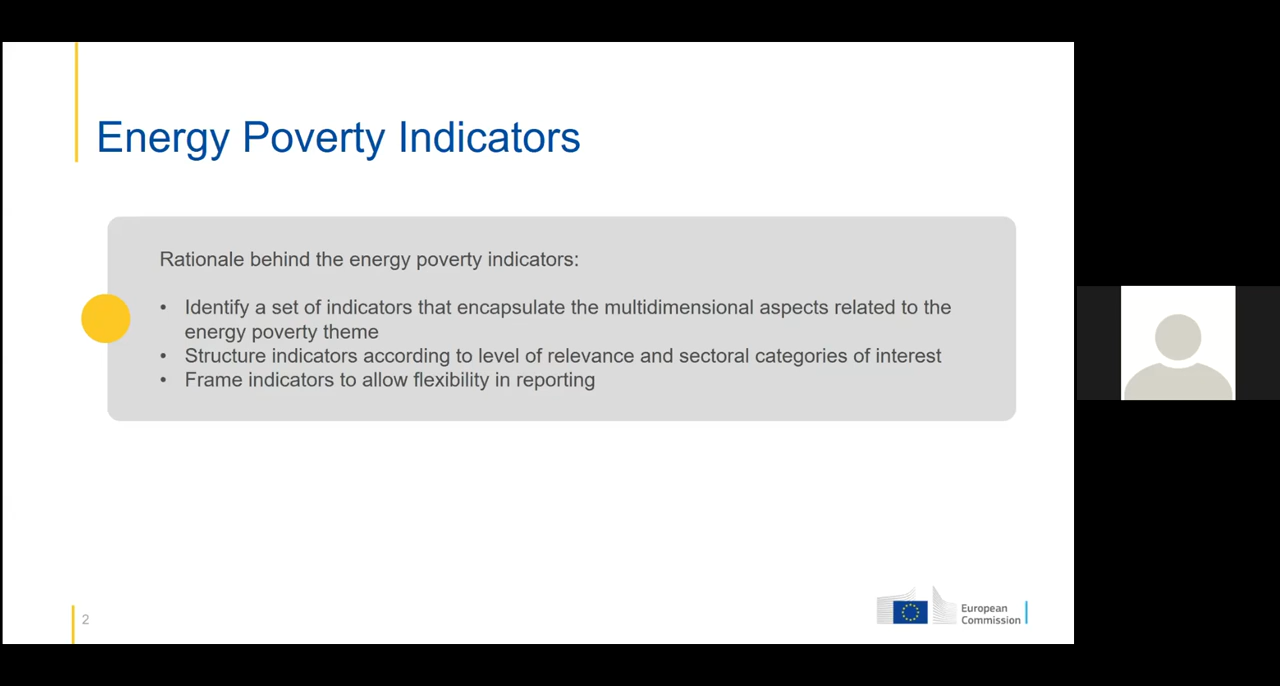 Energy Poverty Indicators
Rationale behind the energy poverty indicators:
• Identify a set of indicators that encapsulate the multidimensional aspects related to the
energy poverty theme
• Structure indicators according to level of relevance and sectoral categories of interest
• Frame indicators to allow flexibility in reporting
2
European
Commission